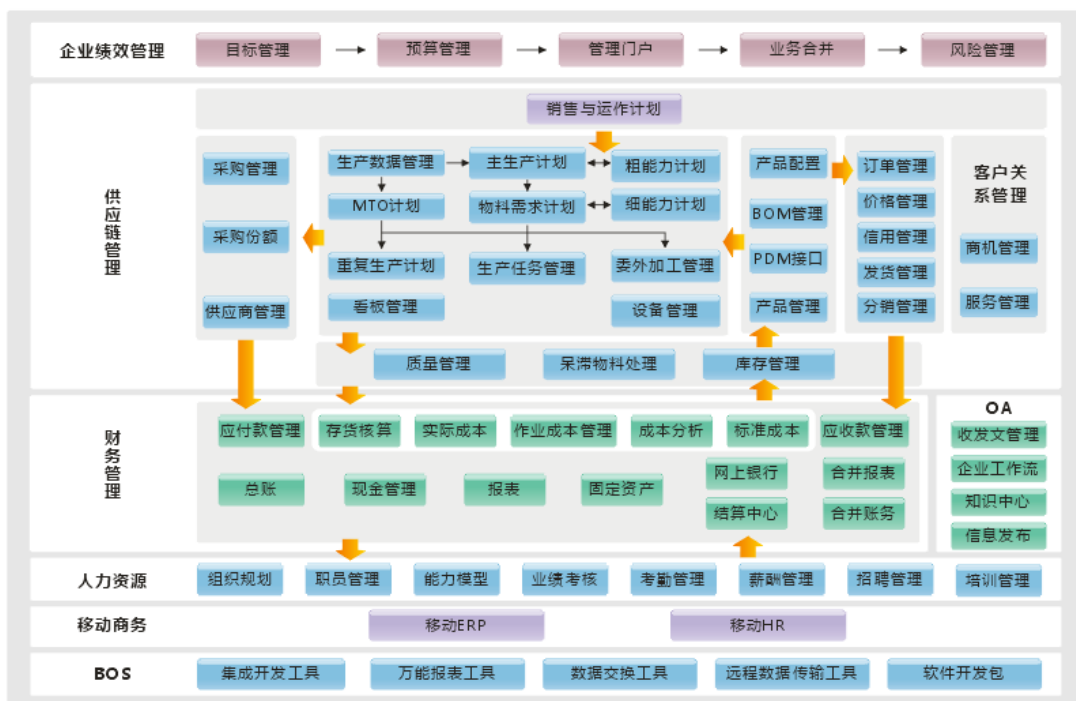 企业绩效管理
目标管理
预算管理
管理门户
业务合并
风险管理
供应链管理
销售与运作计划
采购管理
采购份额
供应商管理
生产数据管理
主生产计划
粗能力计划
MTO计划
物料需求计划
细能力计划
重复生产计划
生产任务管理
委外加工管理
看板管理
设备管理
产品配置
BOM管理
PDM接口
产品管理
订单管理
价格管理
信用管理
发货管理
分销管理
客户关
系管理
商机管理
服务管理
质量管理
呆滞物料处理
库存管理
财务管理
应付款管理
存货核算
实际成本
作业成本管理
成本分析
标准成本
应收款管理
总账
现金管理
报表
固定资产
网上银行
合并报表
结算中心
合并账务
OA
收发文管理
企业工作流
知识中心
信息发布
人力资源
组织规划
职员管理
能力模型
业绩考核
考勤管理
薪酬管理
招聘管理
培训管理
移动商务
移动ERP
移动HR
BOS
集成开发工具
万能报表工具
数据交换工具
远程数据传输工具
软件开发包